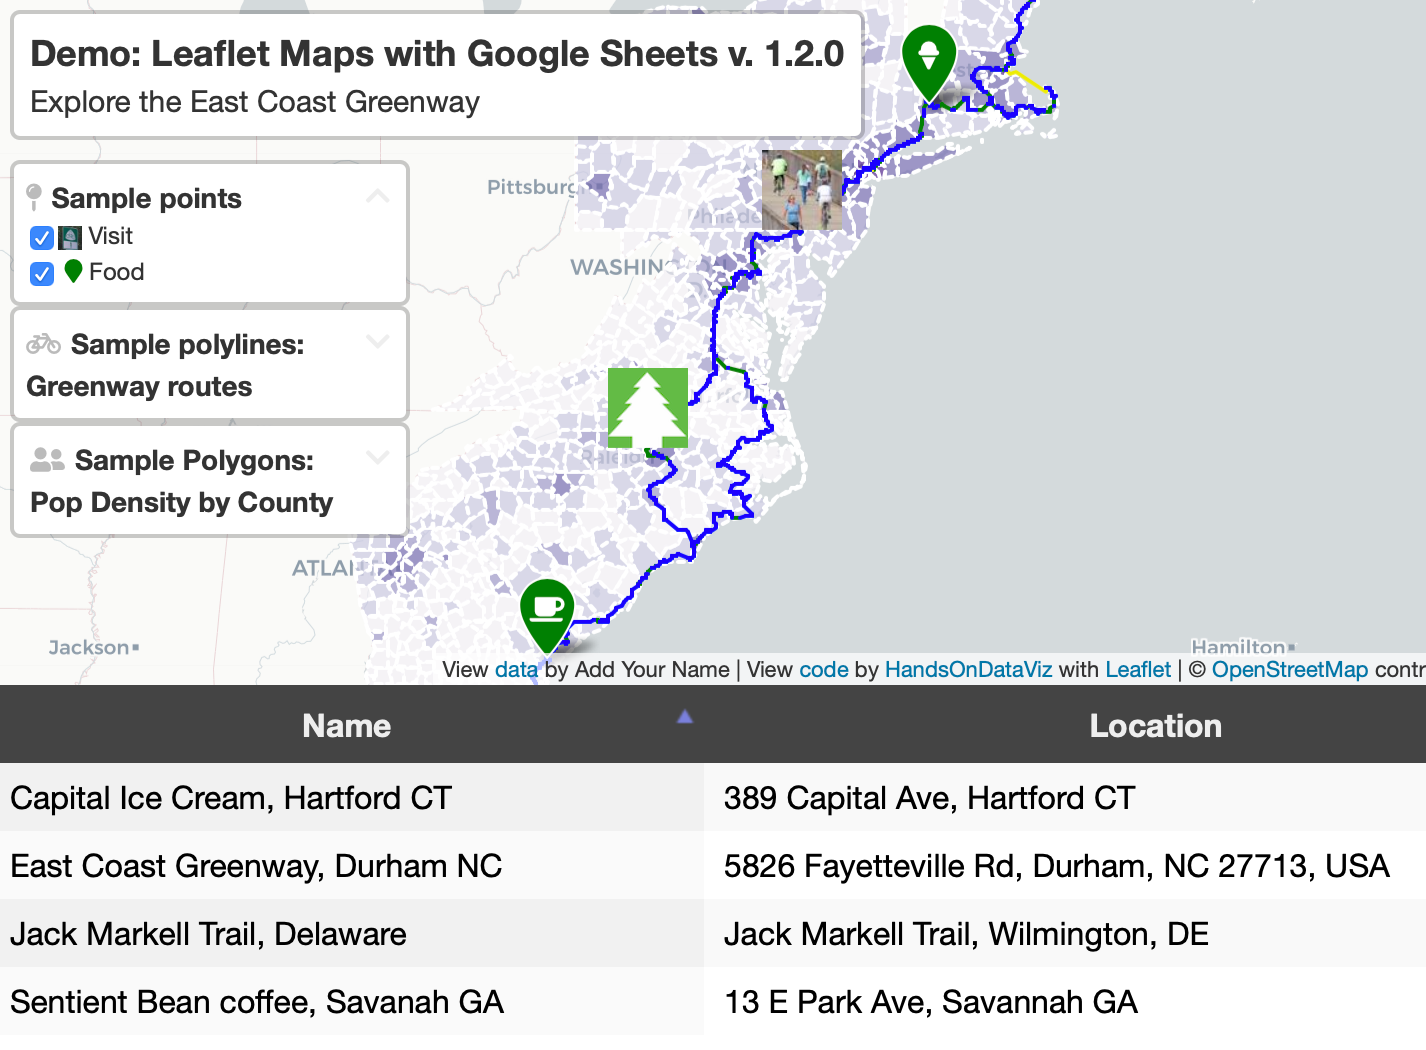 Demo: Leaflet Maps with Google Sheets v. 1.2.0
Explore the East Coast Greenway
Sample points
Visit
Food
Sample polylines:
Greenway routes
Sample Polygons:
Pop Density by County
Pittsburg
Philade
WASHING
Raleigh
ATLAN
Jackson
Hamilton
View data by Add Your Name | View code by HandsOnDataViz with Leaflet | © OpenStreetMap contr
Name Location
Capital Ice Cream, Hartford CT 389 Capital Ave, Hartford CT
East Coast Greenway, Durham NC 5826 Fayetteville Rd, Durham, NC 27713, USA
Jack Markell Trail, Delaware Jack Markell Trail, Wilmington, DE
Sentient Bean coffee, Savanah GA 13 E Park Ave, Savannah GA